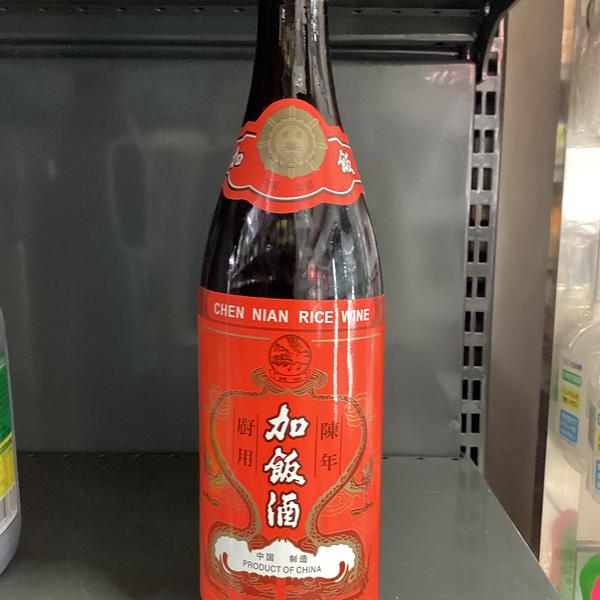 加 飯
CHEN NIAN RICE WINE
陳年
加飯酒
廚用
中国 制造
PRODUCT OF CHINA